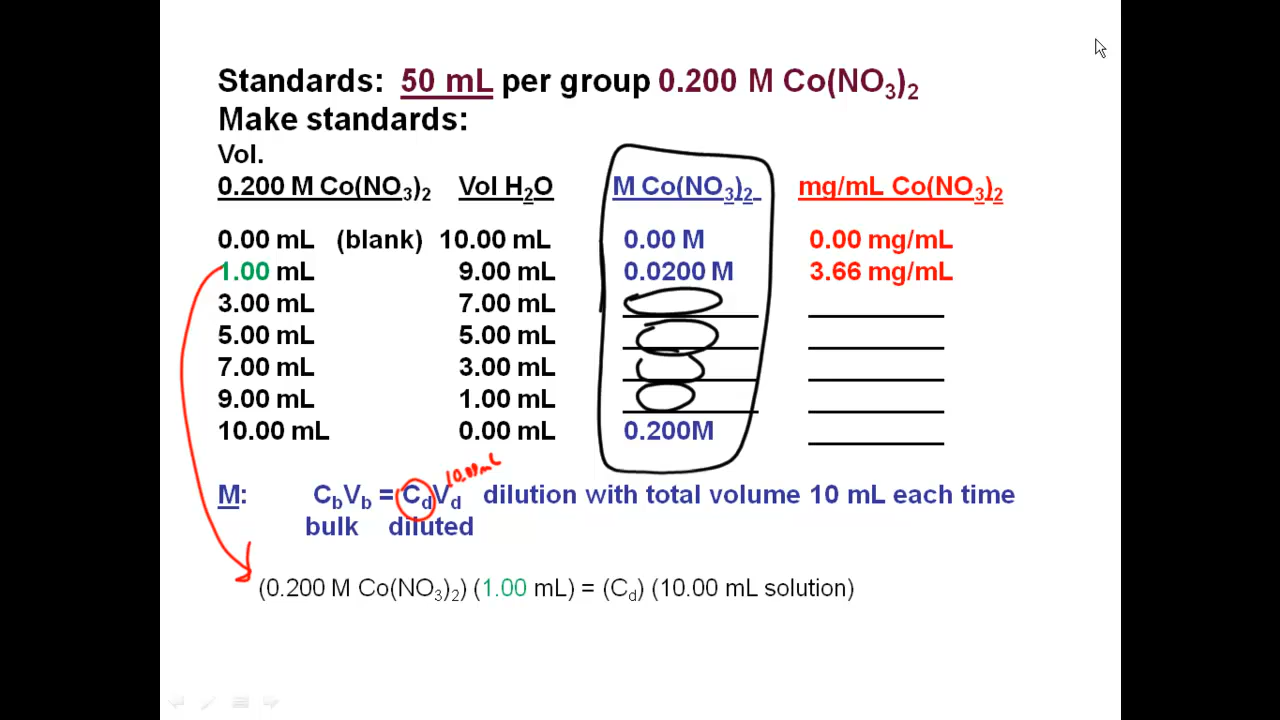 Standards: 50 mL per group 0.200 M Co(NO₃)₂
Make standards:
Vol.
0.200 M Co(NO₃)₂ Vol H₂O M Co(NO₃)₂ mg/mL Co(NO₃)₂
0.00 mL (blank) 10.00 mL 0.00 M 0.00 mg/mL
1.00 mL 9.00 mL 0.0200 M 3.66 mg/mL
3.00 mL 7.00 mL
5.00 mL 5.00 mL
7.00 mL 3.00 mL
9.00 mL 1.00 mL
10.00 mL 0.00 mL 0.200M
10.00 mL
M: CbVb = CdVd dilution with total volume 10 mL each time
bulk diluted
(0.200 M Co(NO₃)₂) (1.00 mL) = (Cd) (10.00 mL solution)